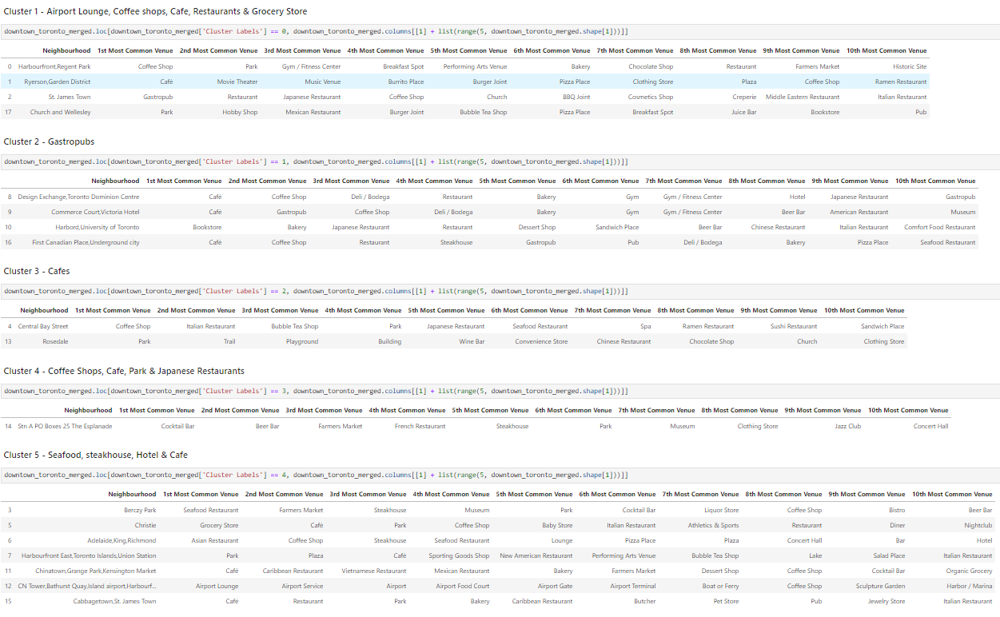 Cluster 1 - Airport Lounge, Coffee shops, Cafe, Restaurants & Grocery Store
downtown_toronto_merged.loc[downtown_toronto_merged['Cluster Labels'] == 0, downtown_toronto_merged.columns[[1] + list(range(5, downtown_toronto_merged.shape[1]))]]
Neighbourhood 1st Most Common Venue 2nd Most Common Venue 3rd Most Common Venue 4th Most Common Venue 5th Most Common Venue 6th Most Common Venue 7th Most Common Venue 8th Most Common Venue 9th Most Common Venue 10th Most Common Venue
0 Harbourfront,Regent Park Coffee Shop Park Gym / Fitness Center Breakfast Spot Performing Arts Venue Bakery Chocolate Shop Restaurant Farmers Market Historic Site
1 Ryerson,Garden District Café Movie Theater Music Venue Burrito Place Burger Joint Pizza Place Clothing Store Plaza Coffee Shop Ramen Restaurant
2 St. James Town Gastropub Restaurant Japanese Restaurant Coffee Shop Church BBQ Joint Cosmetics Shop Creperie Middle Eastern Restaurant Italian Restaurant
17 Church and Wellesley Park Hobby Shop Mexican Restaurant Burger Joint Bubble Tea Shop Pizza Place Breakfast Spot Juice Bar Bookstore Pub
Cluster 2 - Gastropubs
downtown_toronto_merged.loc[downtown_toronto_merged['Cluster Labels'] == 1, downtown_toronto_merged.columns[[1] + list(range(5, downtown_toronto_merged.shape[1]))]]
Neighbourhood 1st Most Common Venue 2nd Most Common Venue 3rd Most Common Venue 4th Most Common Venue 5th Most Common Venue 6th Most Common Venue 7th Most Common Venue 8th Most Common Venue 9th Most Common Venue 10th Most Common Venue
8 Design Exchange,Toronto Dominion Centre Café Coffee Shop Deli / Bodega Restaurant Bakery Gym Gym / Fitness Center Hotel Japanese Restaurant Gastropub
9 Commerce Court,Victoria Hotel Café Gastropub Coffee Shop Deli / Bodega Bakery Gym Gym / Fitness Center Beer Bar American Restaurant Museum
10 Harbord,University of Toronto Bookstore Bakery Japanese Restaurant Restaurant Dessert Shop Sandwich Place Beer Bar Chinese Restaurant Italian Restaurant Comfort Food Restaurant
16 First Canadian Place,Underground city Café Coffee Shop Restaurant Steakhouse Gastropub Pub Deli / Bodega Bakery Pizza Place Seafood Restaurant
Cluster 3 - Cafes
downtown_toronto_merged.loc[downtown_toronto_merged['Cluster Labels'] == 2, downtown_toronto_merged.columns[[1] + list(range(5, downtown_toronto_merged.shape[1]))]]
Neighbourhood 1st Most Common Venue 2nd Most Common Venue 3rd Most Common Venue 4th Most Common Venue 5th Most Common Venue 6th Most Common Venue 7th Most Common Venue 8th Most Common Venue 9th Most Common Venue 10th Most Common Venue
4 Central Bay Street Coffee Shop Italian Restaurant Bubble Tea Shop Park Japanese Restaurant Seafood Restaurant Spa Ramen Restaurant Sushi Restaurant Sandwich Place
13 Rosedale Park Trail Playground Building Wine Bar Convenience Store Chinese Restaurant Chocolate Shop Church Clothing Store
Cluster 4 - Coffee Shops, Cafe, Park & Japanese Restaurants
downtown_toronto_merged.loc[downtown_toronto_merged['Cluster Labels'] == 3, downtown_toronto_merged.columns[[1] + list(range(5, downtown_toronto_merged.shape[1]))]]
Neighbourhood 1st Most Common Venue 2nd Most Common Venue 3rd Most Common Venue 4th Most Common Venue 5th Most Common Venue 6th Most Common Venue 7th Most Common Venue 8th Most Common Venue 9th Most Common Venue 10th Most Common Venue
14 Stn A PO Boxes 25 The Esplanade Cocktail Bar Beer Bar Farmers Market French Restaurant Steakhouse Park Museum Clothing Store Jazz Club Concert Hall
Cluster 5 - Seafood, steakhouse, Hotel & Cafe
downtown_toronto_merged.loc[downtown_toronto_merged['Cluster Labels'] == 4, downtown_toronto_merged.columns[[1] + list(range(5, downtown_toronto_merged.shape[1]))]]
Neighbourhood 1st Most Common Venue 2nd Most Common Venue 3rd Most Common Venue 4th Most Common Venue 5th Most Common Venue 6th Most Common Venue 7th Most Common Venue 8th Most Common Venue 9th Most Common Venue 10th Most Common Venue
3 Berczy Park Seafood Restaurant Farmers Market Steakhouse Museum Park Cocktail Bar Liquor Store Coffee Shop Bistro Beer Bar
5 Christie Grocery Store Café Park Coffee Shop Baby Store Italian Restaurant Athletics & Sports Restaurant Diner Nightclub
6 Adelaide,King,Richmond Asian Restaurant Coffee Shop Steakhouse Seafood Restaurant Lounge Pizza Place Plaza Concert Hall Bar Hotel
7 Harbourfront East,Toronto Islands,Union Station Park Plaza Café Sporting Goods Shop New American Restaurant Performing Arts Venue Bubble Tea Shop Lake Salad Place Italian Restaurant
11 Chinatown,Grange Park,Kensington Market Café Caribbean Restaurant Vietnamese Restaurant Mexican Restaurant Bakery Farmers Market Dessert Shop Coffee Shop Cocktail Bar Organic Grocery
12 CN Tower,Bathurst Quay,Island airport,Harbourf... Airport Lounge Airport Service Airport Airport Food Court Airport Gate Airport Terminal Boat or Ferry Coffee Shop Sculpture Garden Harbor / Marina
15 Cabbagetown,St. James Town Café Restaurant Park Bakery Caribbean Restaurant Butcher Pet Store Pub Jewelry Store Italian Restaurant